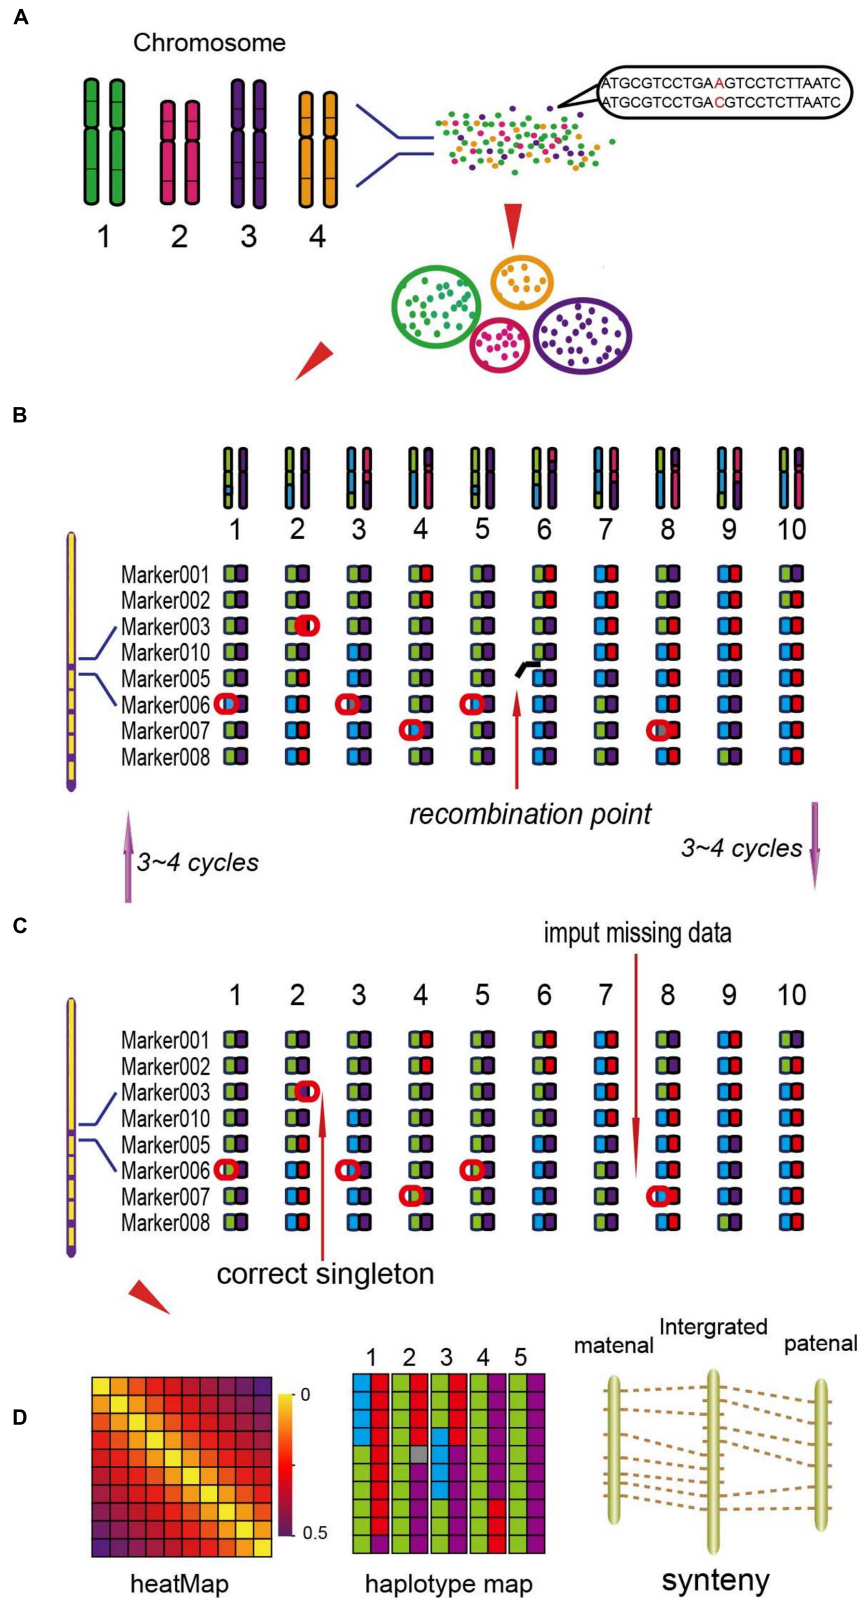 A
Chromosome
ATGCGTCCTGAAGTCCTCTTAATC
ATGCGTCCTGACGTCCTCTTAATC
1 2 3 4
B
1 2 3 4 5 6 7 8 9 10
Marker001
Marker002
Marker003
Marker010
Marker005
Marker006
Marker007
Marker008
recombination point
3~4 cycles
3~4 cycles
C
imput missing data
1 2 3 4 5 6 7 8 9 10
Marker001
Marker002
Marker003
Marker010
Marker005
Marker006
Marker007
Marker008
correct singleton
D
0
0.5
heatMap
1 2 3 4 5
haplotype map
matenal
Intergrated
patenal
synteny